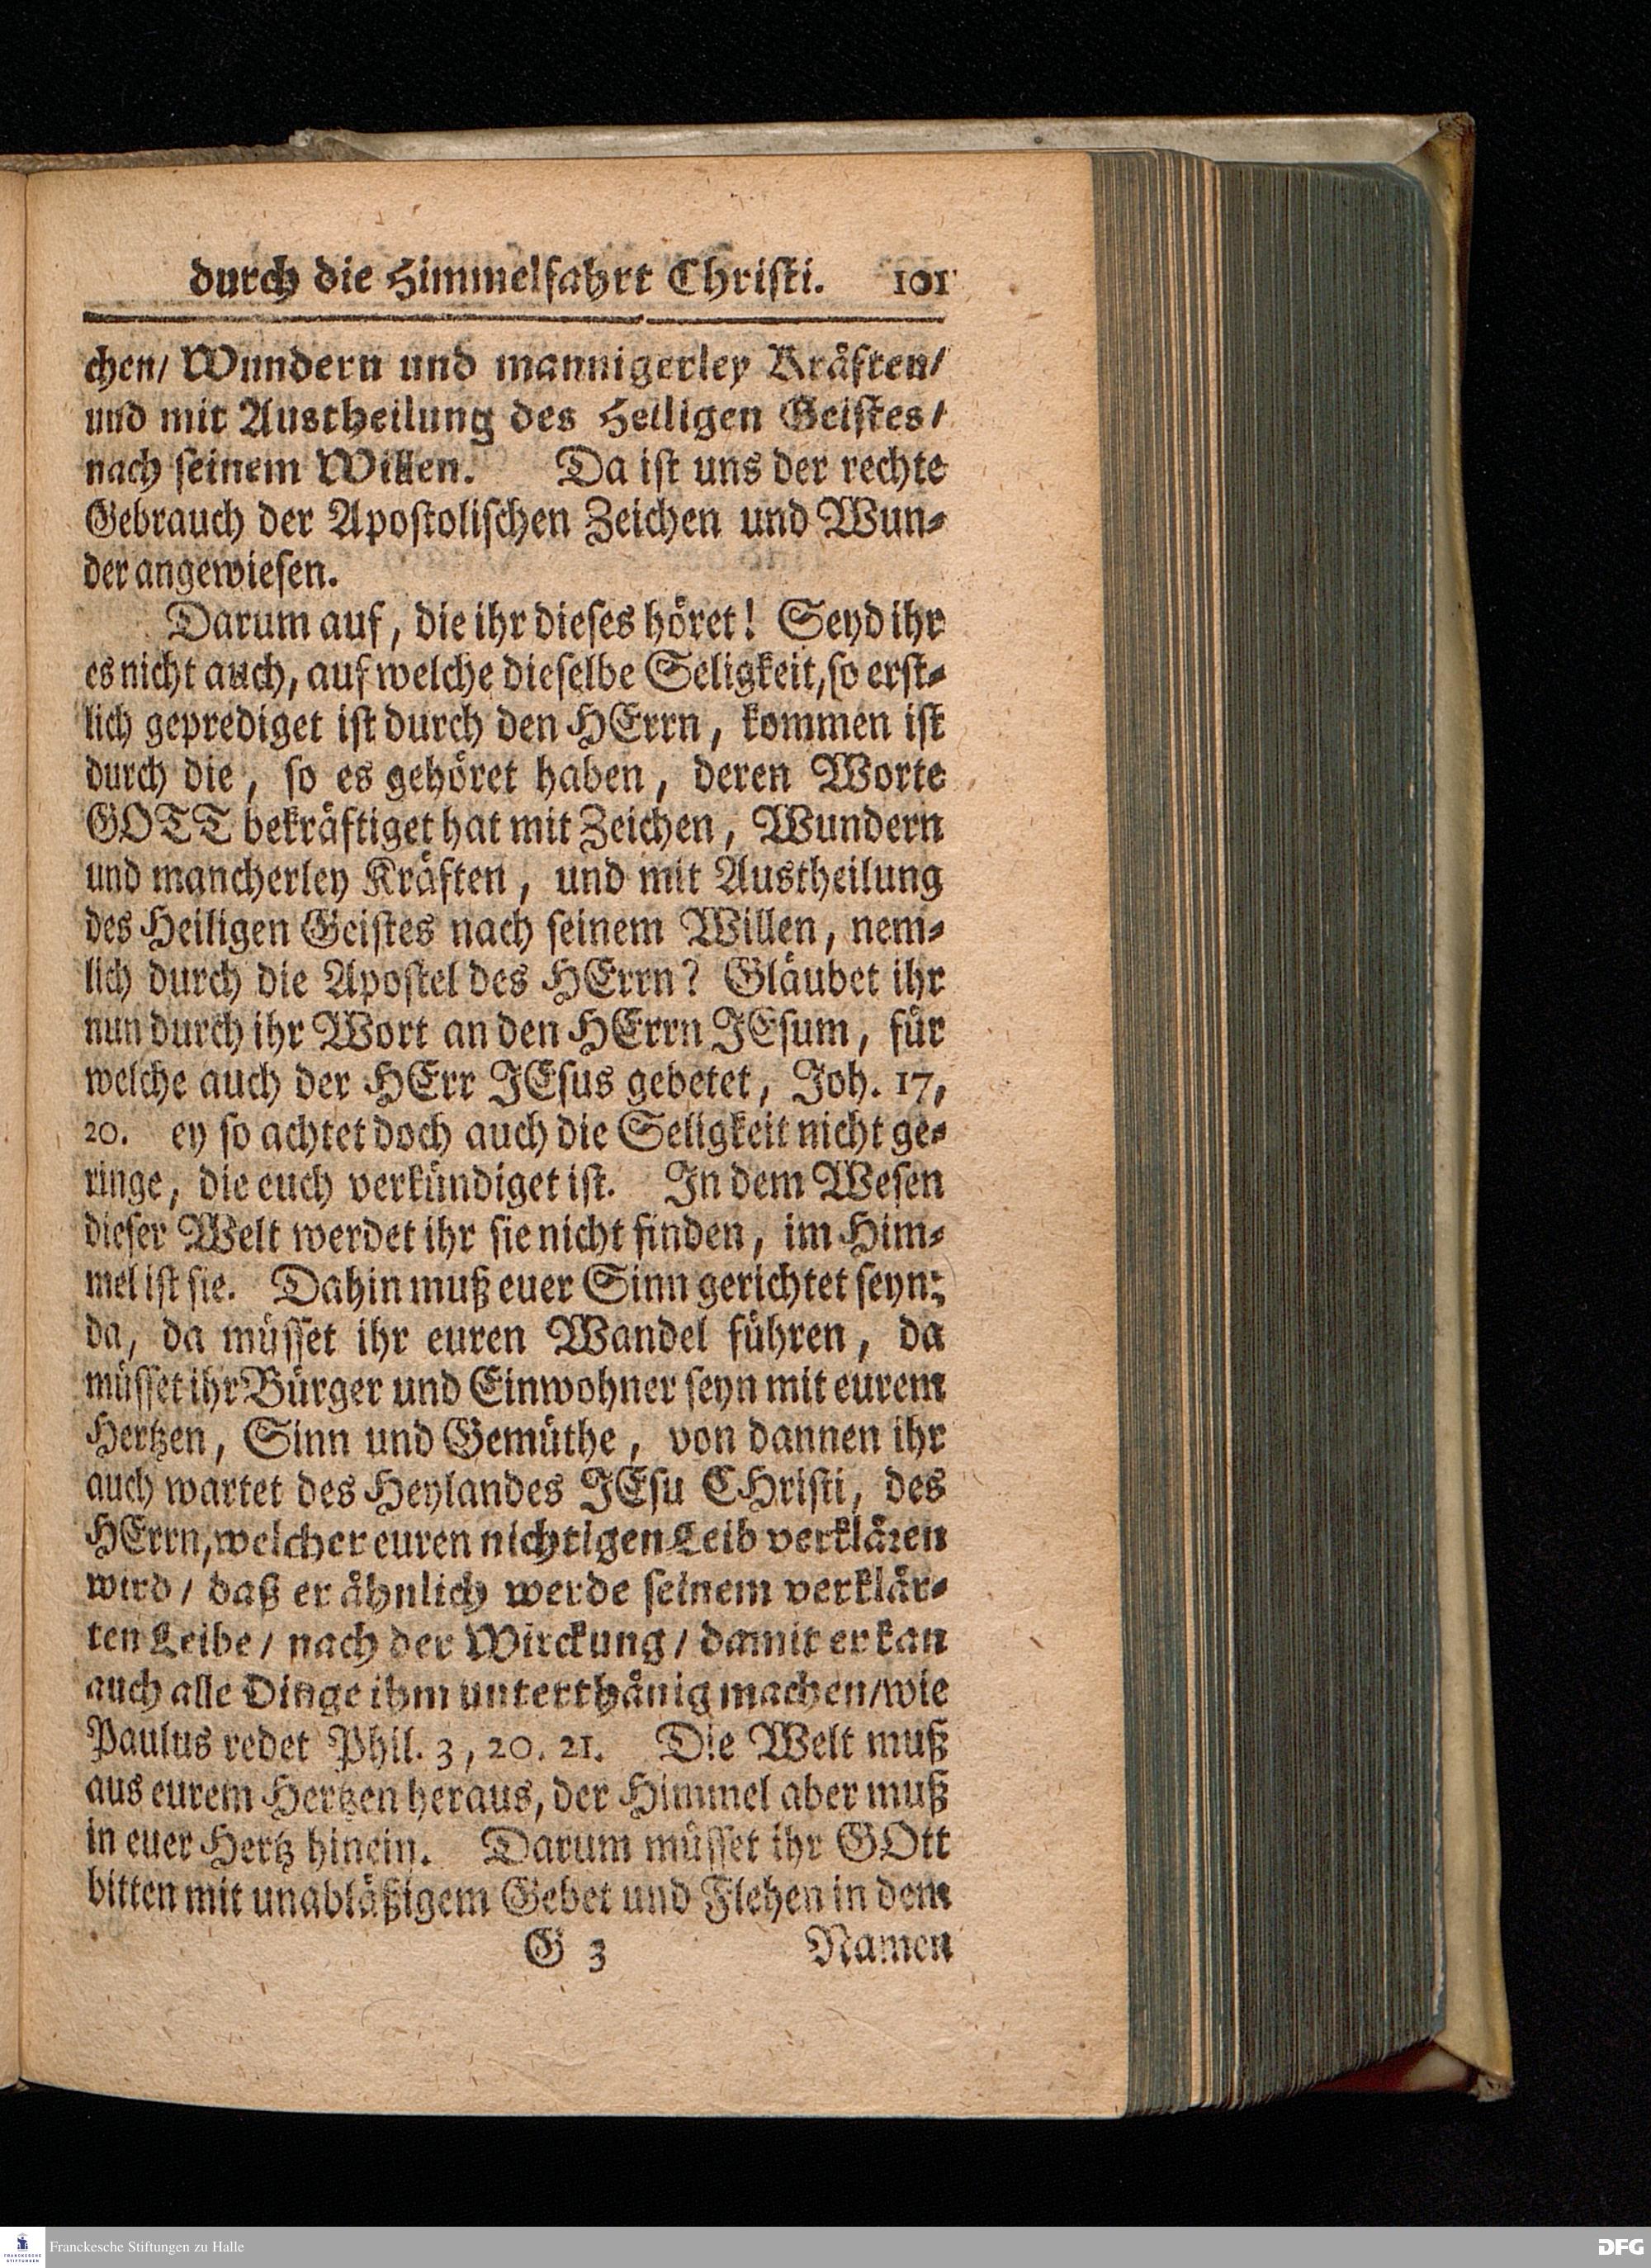 durch die Himmelfahrt Christi. 101
chen/ Wundern und mannigerley Kräften/
und mit Austheilung des Heiligen Geistes/
nach seinem Willen. Da ist uns der rechte
Gebrauch der Apostolischen Zeichen und Wun-
der angewiesen.
Darum auf, die ihr dieses höret! Seyd ihr
es nicht auch, auf welche dieselbe Seligkeit, so erst-
lich geprediget ist durch den HErrn, kommen ist
durch die, so es gehöret haben, deren Worte
GOTT bekräftiget hat mit Zeichen, Wundern
und mancherley Kräften, und mit Austheilung
des Heiligen Geistes nach seinem Willen, nem-
lich durch die Apostel des HErrn? Gläubet ihr
nun durch ihr Wort an den HErrn JEsum, für
welche auch der HErr JEsus gebetet, Joh. 17,
20. ey so achtet doch auch die Seligkeit nicht ge-
ringe, die euch verkündiget ist. In dem Wesen
dieser Welt werdet ihr sie nicht finden, im Him-
mel ist sie. Dahin muß euer Sinn gerichtet seyn;
da, da müsset ihr euren Wandel führen, da
müsset ihr Bürger und Einwohner seyn mit eurem
Hertzen, Sinn und Gemüthe, von dannen ihr
auch wartet des Heylandes JEsu CHristi, des
HErrn, welcher euren nichtigen Leib verklären
wird/ daß er ähnlich werde seinem verklär-
ten Leibe/ nach der Wirckung/ damit er kan
auch alle Dinge ihm unterthänig machen/ wie
Paulus redet Phil. 3, 20. 21. Die Welt muß
aus eurem Hertzen heraus, der Himmel aber muß
in euer Hertz hinein. Darum müsset ihr GOtt
bitten mit unabläßigem Gebet und Flehen in dem
G 3 Namen
FRANCKESCHE STIFTUNGEN
Franckesche Stiftungen zu Halle
DFG